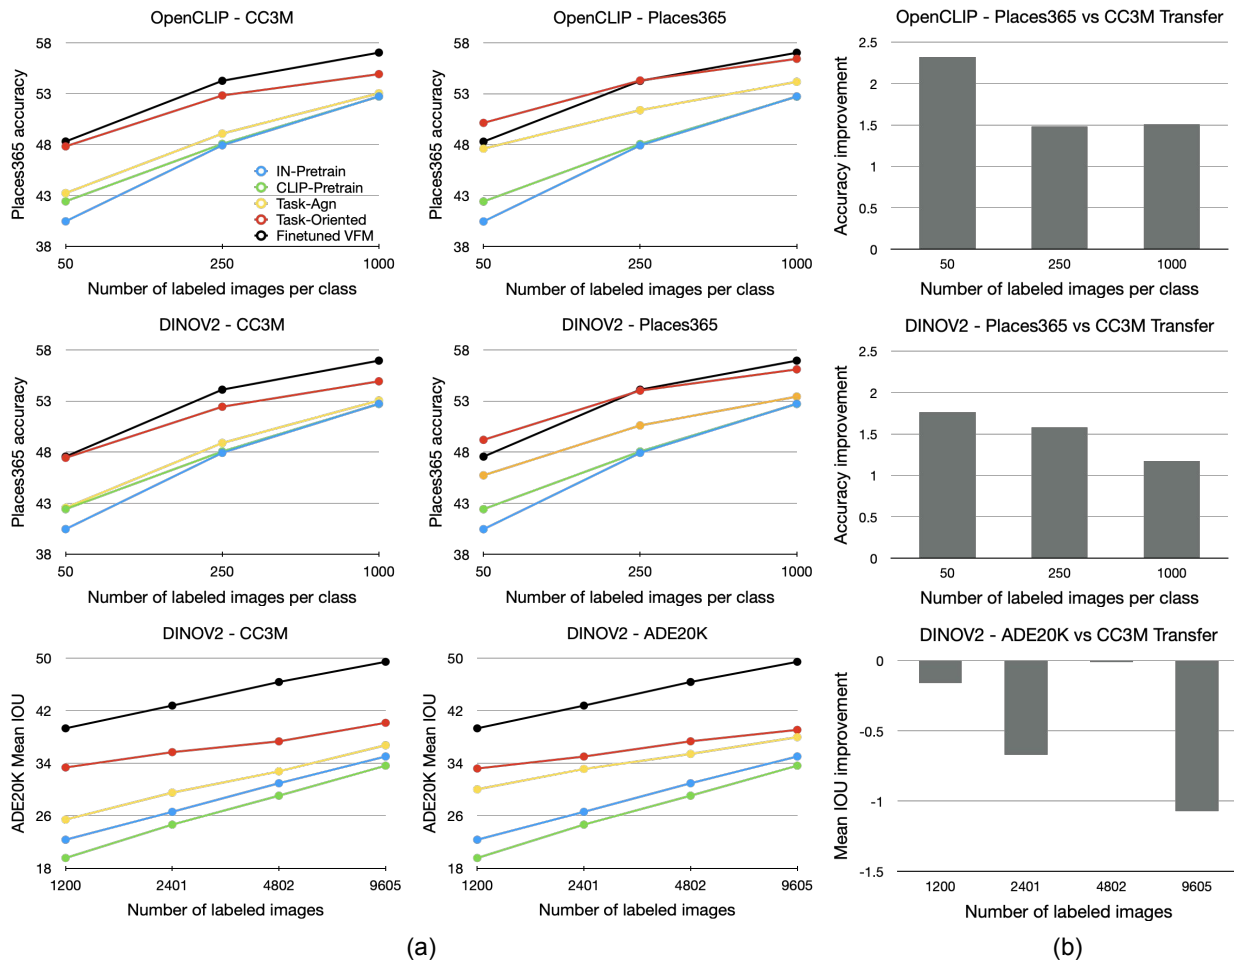 OpenCLIP - CC3M
Places365 accuracy
58
53
48
43
38
IN-Pretrain
CLIP-Pretrain
Task-Agn
Task-Oriented
Finetuned VFM
50 250 1000
Number of labeled images per class
OpenCLIP - Places365
Places365 accuracy
58
53
48
43
38
50 250 1000
Number of labeled images per class
OpenCLIP - Places365 vs CC3M Transfer
Accuracy improvement
2.5
2
1.5
1
0.5
0
50 250 1000
Number of labeled images per class
DINOV2 - CC3M
Places365 accuracy
58
53
48
43
38
50 250 1000
Number of labeled images per class
DINOV2 - Places365
Places365 accuracy
58
53
48
43
38
50 250 1000
Number of labeled images per class
DINOV2 - Places365 vs CC3M Transfer
Accuracy improvement
2.5
2
1.5
1
0.5
0
50 250 1000
Number of labeled images per class
DINOV2 - CC3M
ADE20K Mean IOU
50
42
34
26
18
1200 2401 4802 9605
Number of labeled images
DINOV2 - ADE20K
ADE20K Mean IOU
50
42
34
26
18
1200 2401 4802 9605
Number of labeled images
DINOV2 - ADE20K vs CC3M Transfer
Mean IOU improvement
0
-0.5
-1
-1.5
1200 2401 4802 9605
Number of labeled images
(a)
(b)